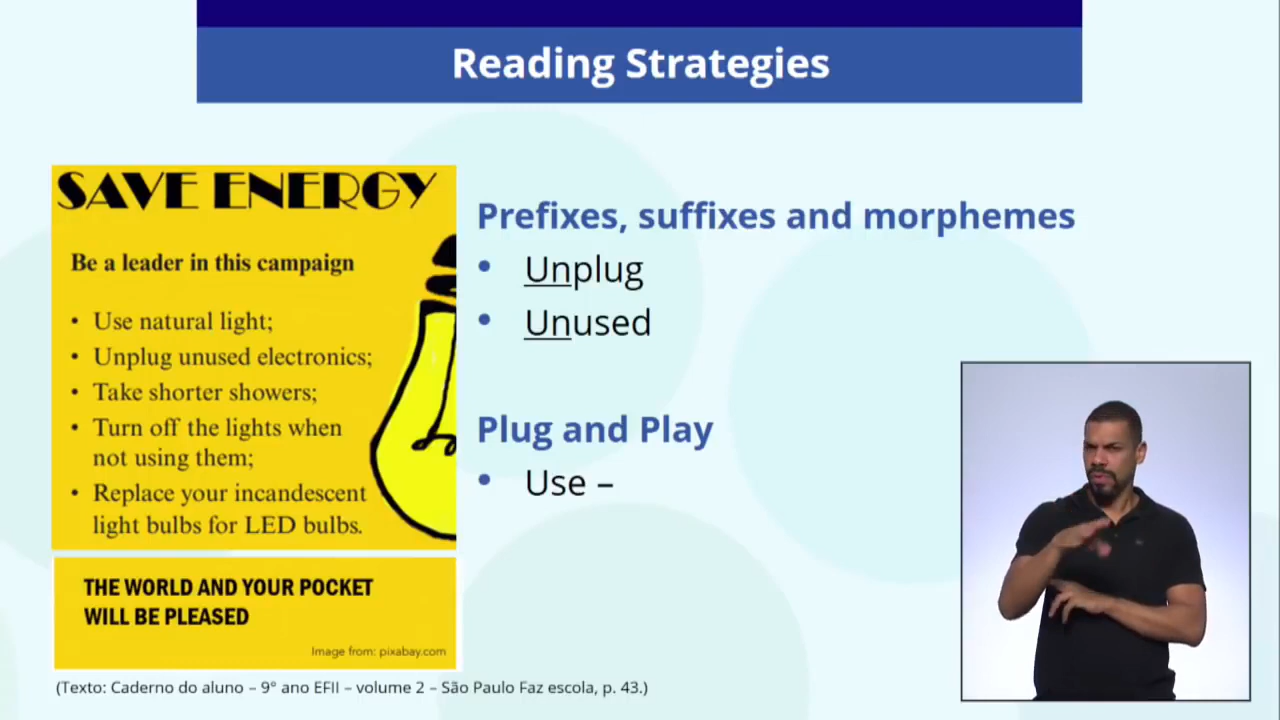 Reading Strategies
SAVE ENERGY
Be a leader in this campaign
• Use natural light;
• Unplug unused electronics;
• Take shorter showers;
• Turn off the lights when
not using them;
• Replace your incandescent
light bulbs for LED bulbs.
THE WORLD AND YOUR POCKET
WILL BE PLEASED
Image from: pixabay.com
(Texto: Caderno do aluno – 9° ano EFII – volume 2 – São Paulo Faz escola, p. 43.)
Prefixes, suffixes and morphemes
• Unplug
• Unused
Plug and Play
• Use –